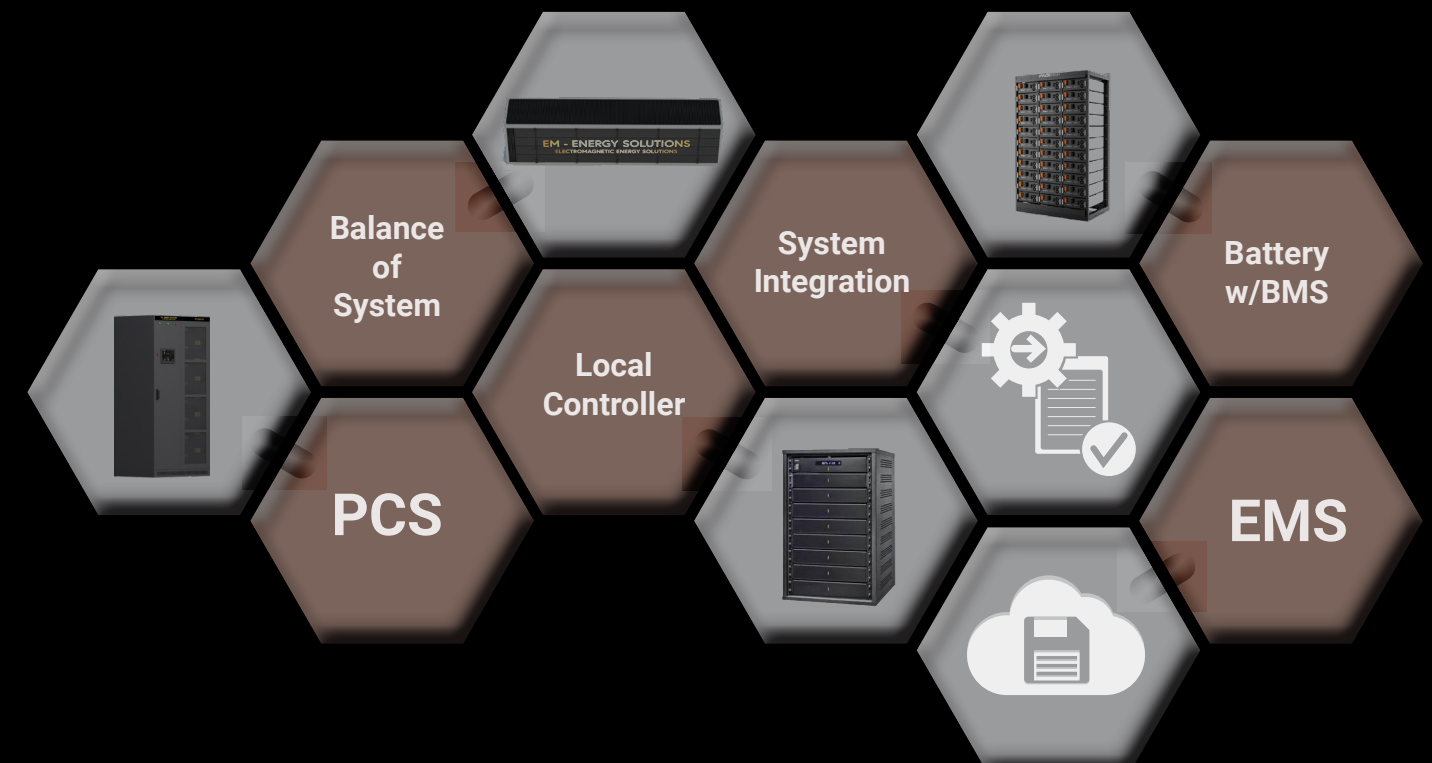 EM - ENERGY SOLUTIONS
ELECTROMAGNETIC ENERGY SOLUTIONS
Balance
of
System
System
Integration
Battery
w/BMS
Local
Controller
PCS
EMS